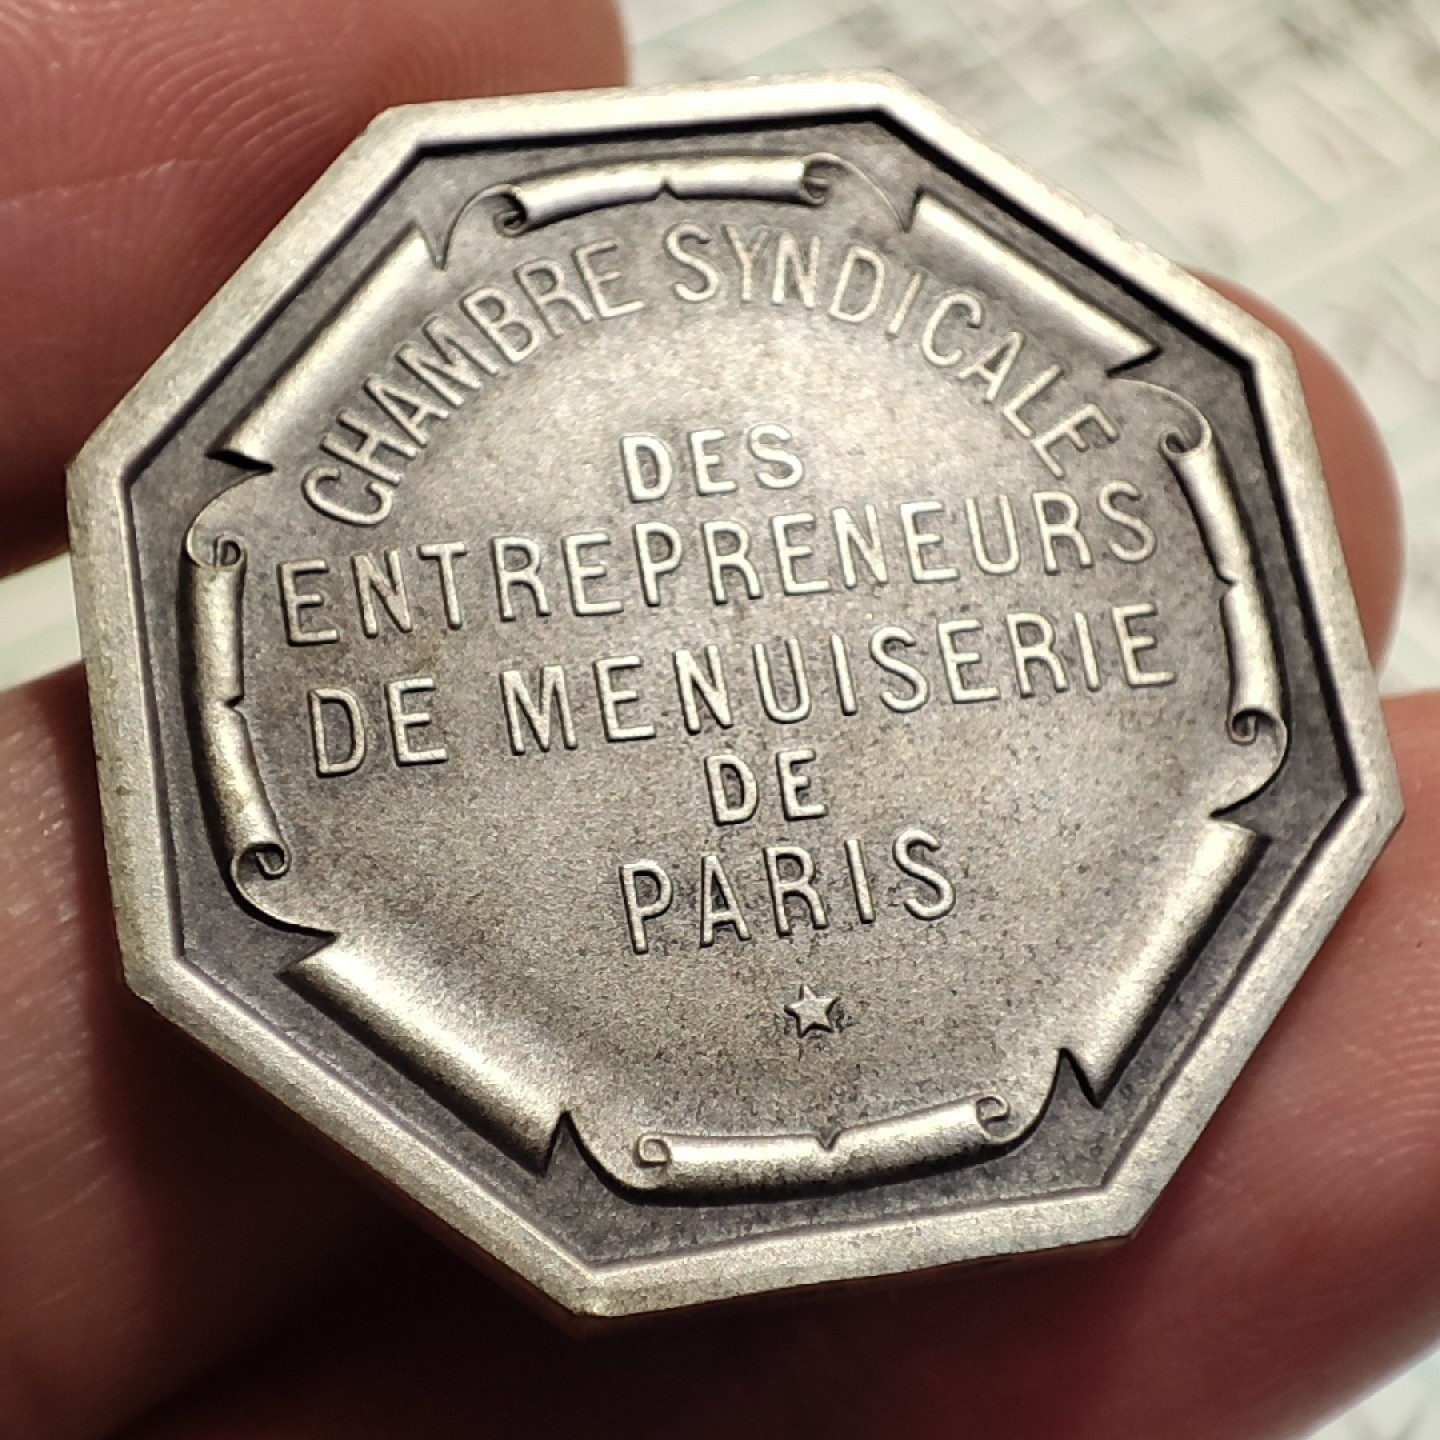 CHAMBRE SYNDICALE
DES
ENTREPRENEURS
DE MENUISERIE
DE
PARIS